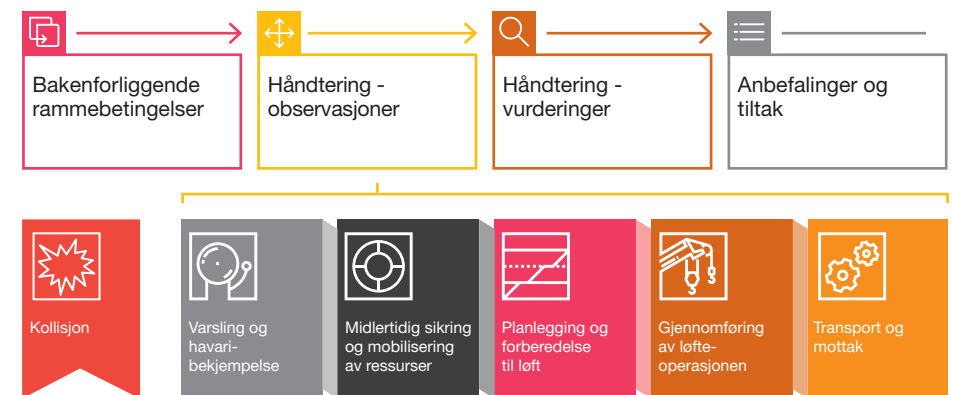 Bakenforliggende
rammebetingelser
Håndtering -
observasjoner
Håndtering -
vurderinger
Anbefalinger og
tiltak
Kollisjon
Varsling og
havari-
bekjempelse
Midlertidig sikring
og mobilisering
av ressurser
Planlegging og
forberedelse
til løft
Gjennomføring
av løfte-
operasjonen
Transport og
mottak